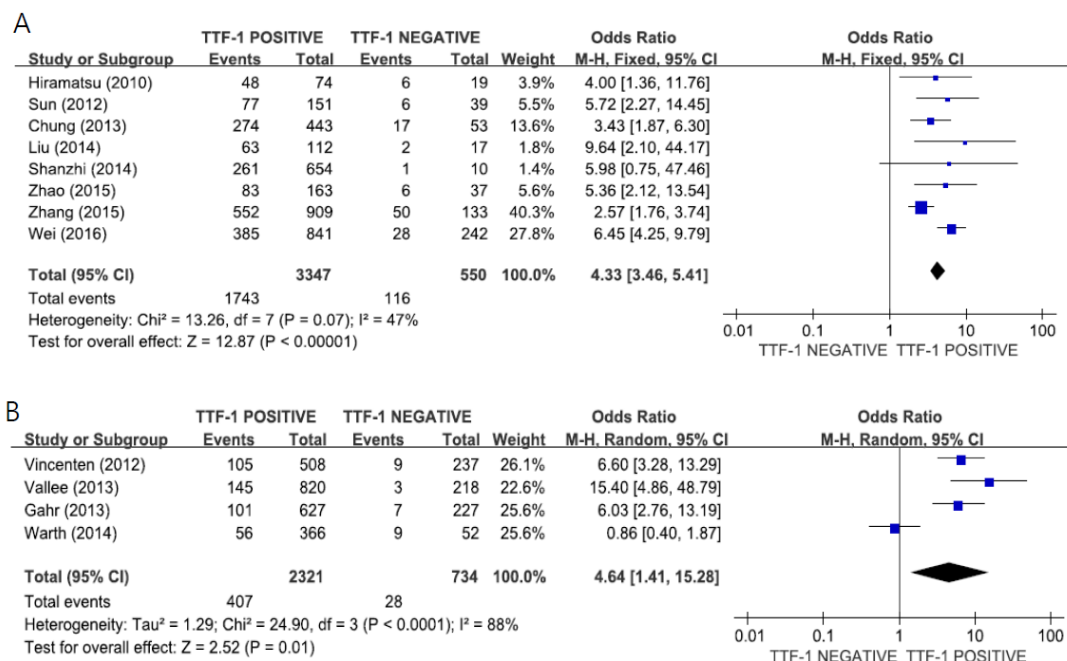 A
TTF-1 POSITIVE TTF-1 NEGATIVE Odds Ratio Odds Ratio
Study or Subgroup Events Total Events Total Weight M-H, Fixed, 95% CI M-H, Fixed, 95% CI
Hiramatsu (2010) 48 74 6 19 3.9% 4.00 [1.36, 11.76]
Sun (2012) 77 151 6 39 5.5% 5.72 [2.27, 14.45]
Chung (2013) 274 443 17 53 13.6% 3.43 [1.87, 6.30]
Liu (2014) 63 112 2 17 1.8% 9.64 [2.10, 44.17]
Shanzhi (2014) 261 654 1 10 1.4% 5.98 [0.75, 47.46]
Zhao (2015) 83 163 6 37 5.6% 5.36 [2.12, 13.54]
Zhang (2015) 552 909 50 133 40.3% 2.57 [1.76, 3.74]
Wei (2016) 385 841 28 242 27.8% 6.45 [4.25, 9.79]
Total (95% CI) 3347 550 100.0% 4.33 [3.46, 5.41]
Total events 1743 116
Heterogeneity: Chi² = 13.26, df = 7 (P = 0.07); I² = 47%
Test for overall effect: Z = 12.87 (P < 0.00001)
0.01 0.1 1 10 100
TTF-1 NEGATIVE TTF-1 POSITIVE
B
TTF-1 POSITIVE TTF-1 NEGATIVE Odds Ratio Odds Ratio
Study or Subgroup Events Total Events Total Weight M-H, Random, 95% CI M-H, Random, 95% CI
Vincenten (2012) 105 508 9 237 26.1% 6.60 [3.28, 13.29]
Vallee (2013) 145 820 3 218 22.6% 15.40 [4.86, 48.79]
Gahr (2013) 101 627 7 227 25.6% 6.03 [2.76, 13.19]
Warth (2014) 56 366 9 52 25.6% 0.86 [0.40, 1.87]
Total (95% CI) 2321 734 100.0% 4.64 [1.41, 15.28]
Total events 407 28
Heterogeneity: Tau² = 1.29; Chi² = 24.90, df = 3 (P < 0.0001); I² = 88%
Test for overall effect: Z = 2.52 (P = 0.01)
0.01 0.1 1 10 100
TTF-1 NEGATIVE TTF-1 POSITIVE